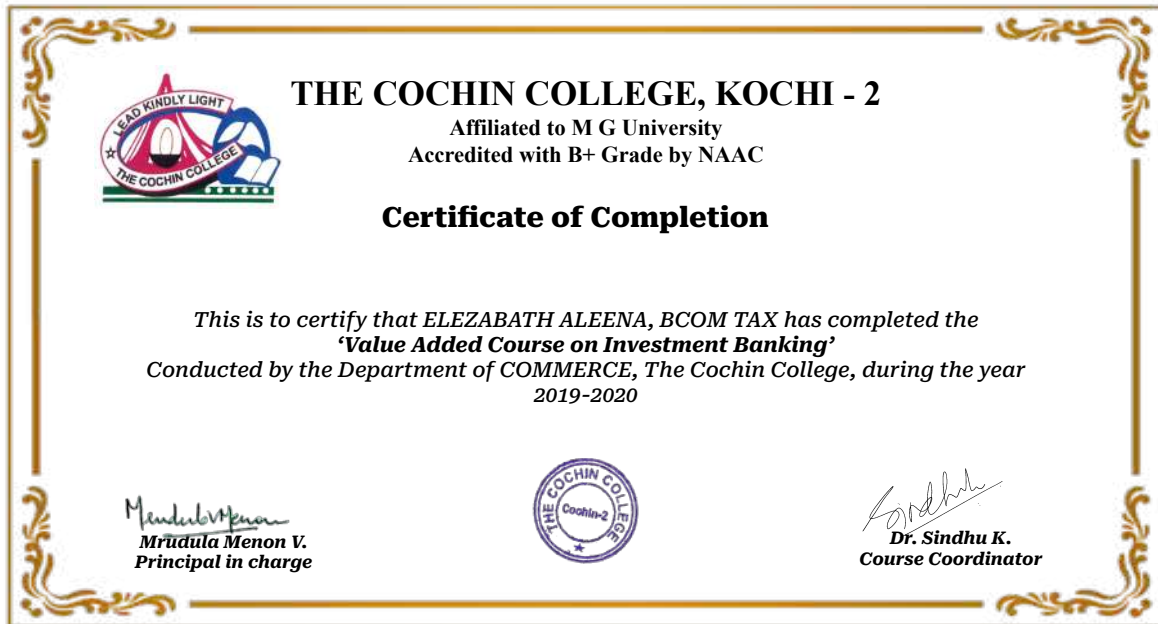 LEAD KINDLY LIGHT
THE COCHIN COLLEGE
THE COCHIN COLLEGE, KOCHI - 2
Affiliated to M G University
Accredited with B+ Grade by NAAC
Certificate of Completion
This is to certify that ELEZABATH ALEENA, BCOM TAX has completed the
‘Value Added Course on Investment Banking’
Conducted by the Department of COMMERCE, The Cochin College, during the year
2019-2020
THE COCHIN COLLEGE
Cochin-2
MrudulaVMenon
Sindhu
Mrudula Menon V.
Principal in charge
Dr. Sindhu K.
Course Coordinator